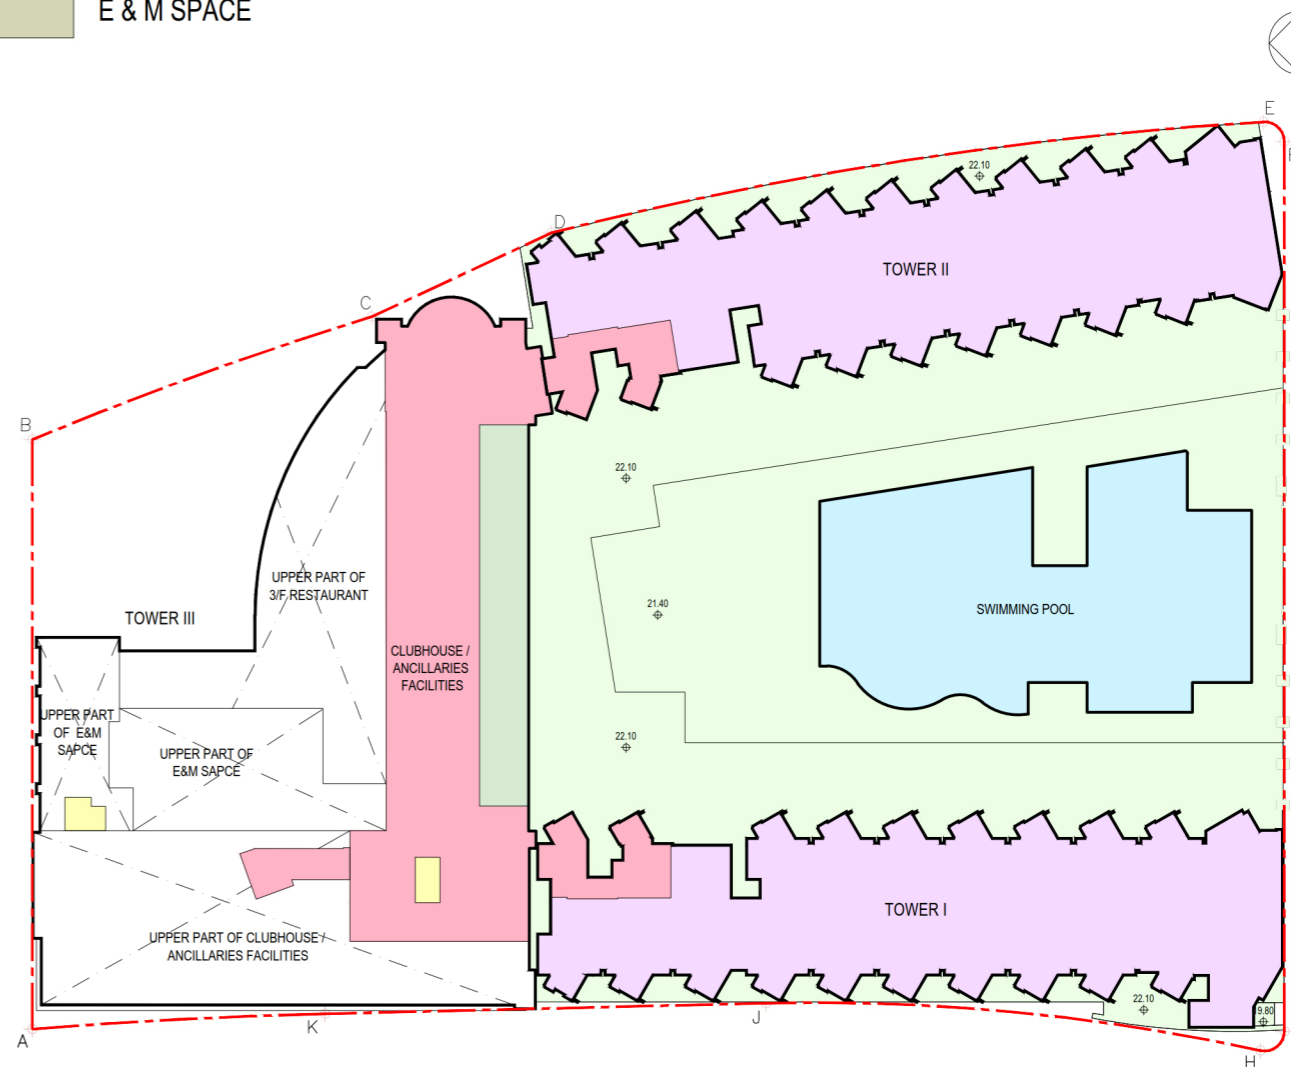 E & M SPACE
E
D
22.10
TOWER II
C
B
22.10
UPPER PART OF
3/F RESTAURANT
21.40
SWIMMING POOL
TOWER III
CLUBHOUSE /
ANCILLARIES
FACILITIES
UPPER PART
OF E&M
SAPCE
UPPER PART OF
E&M SAPCE
22.10
TOWER I
UPPER PART OF CLUBHOUSE /
ANCILLARIES FACILITIES
22.10
J
K
A
H